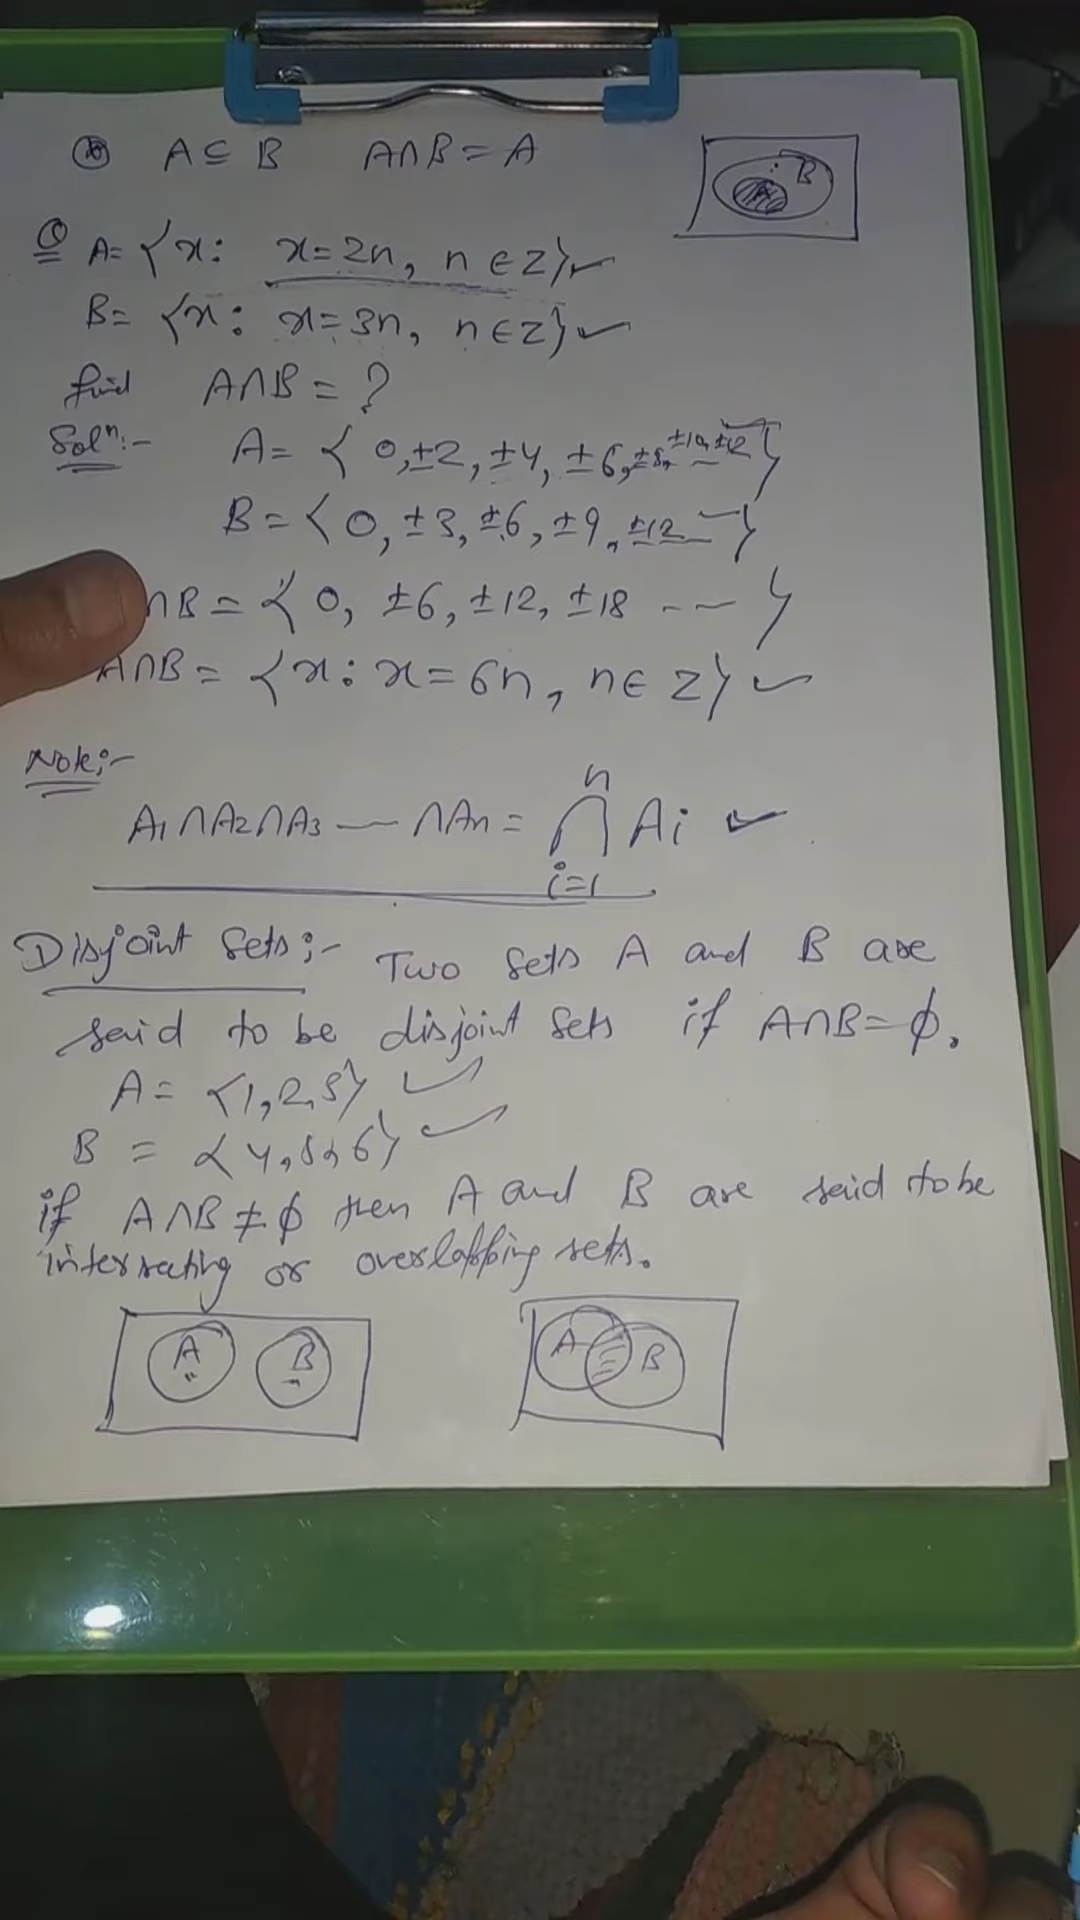 A ⊆ B A∩B = A
B
A
Q A = {x: x=2n, n ∈ Z}
B = {x: x=3n, n ∈ Z}
find A∩B = ?
Solⁿ:- A = { 0, ±2, ±4, ±6, ±8, ±10, ±12 }
B = { 0, ±3, ±6, ±9, ±12 -- }
∩B = { 0, ±6, ±12, ±18 --- }
A∩B = {x: x = 6n, n ∈ Z}
Note:-
A₁∩A₂∩A₃ — ∩Aₙ = ⋂ⁿᵢ₌₁ Ai
Disjoint Sets:- Two Sets A and B are
said to be disjoint sets if A∩B = ϕ.
A = {1, 2, 3}
B = {4, 5, 6}
if A∩B ≠ ϕ then A and B are said to be
intersecting or overlapping sets.
A B
A B